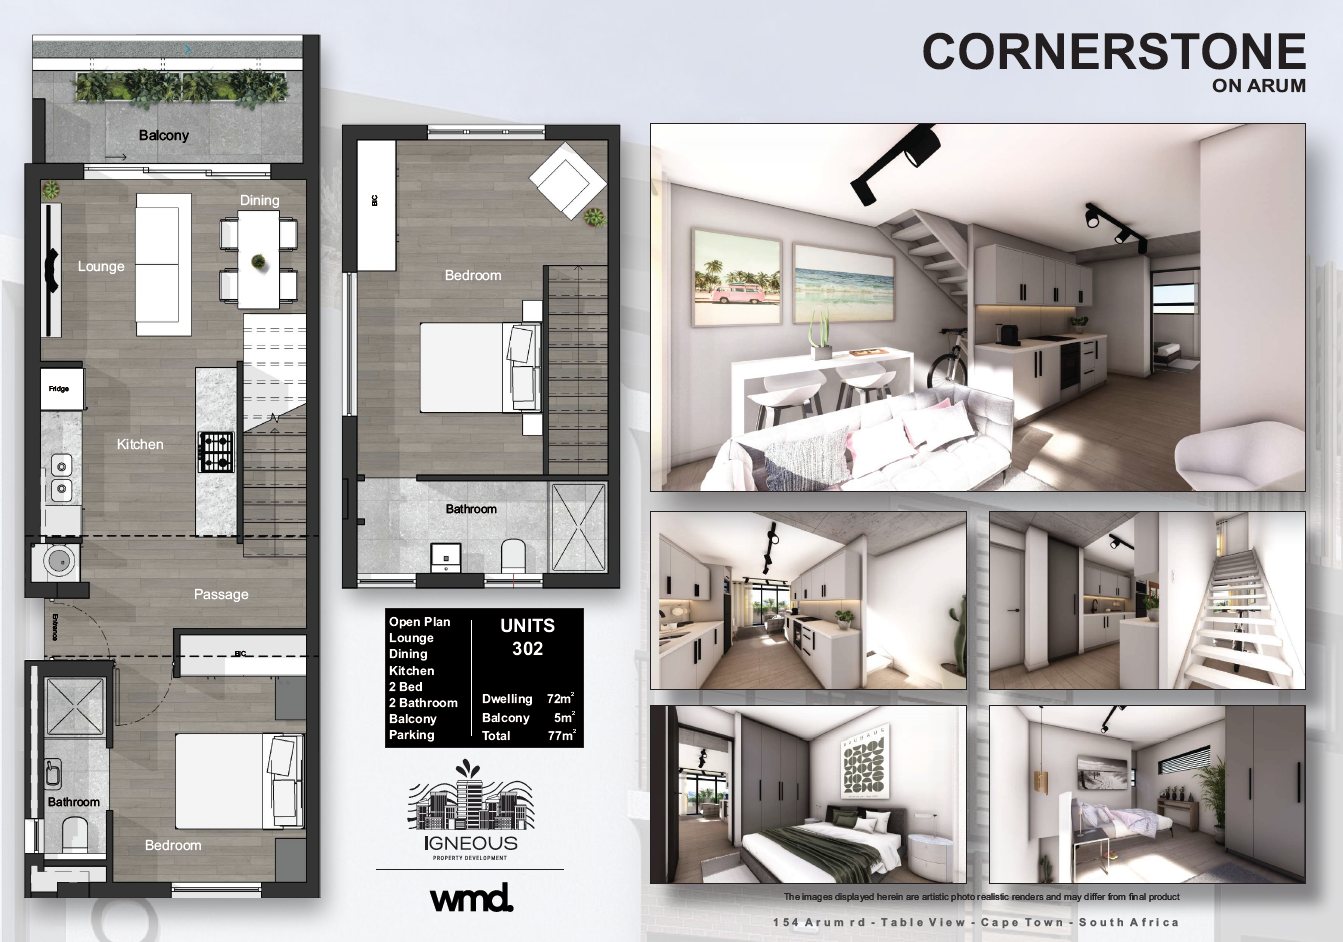 CORNERSTONE
ON ARUM
Balcony
Dining
Lounge
Fridge
Kitchen
Passage
Entrance
BIC
Bathroom
Bedroom
BIC
Bedroom
Bathroom
Open Plan
Lounge
Dining
Kitchen
2 Bed
2 Bathroom
Balcony
Parking
UNITS
302
Dwelling 72m²
Balcony 5m²
Total 77m²
IGNEOUS
PROPERTY DEVELOPMENT
wmd.
The images displayed herein are artistic photo realistic renders and may differ from final product
154 Arum rd - Table View - Cape Town - South Africa